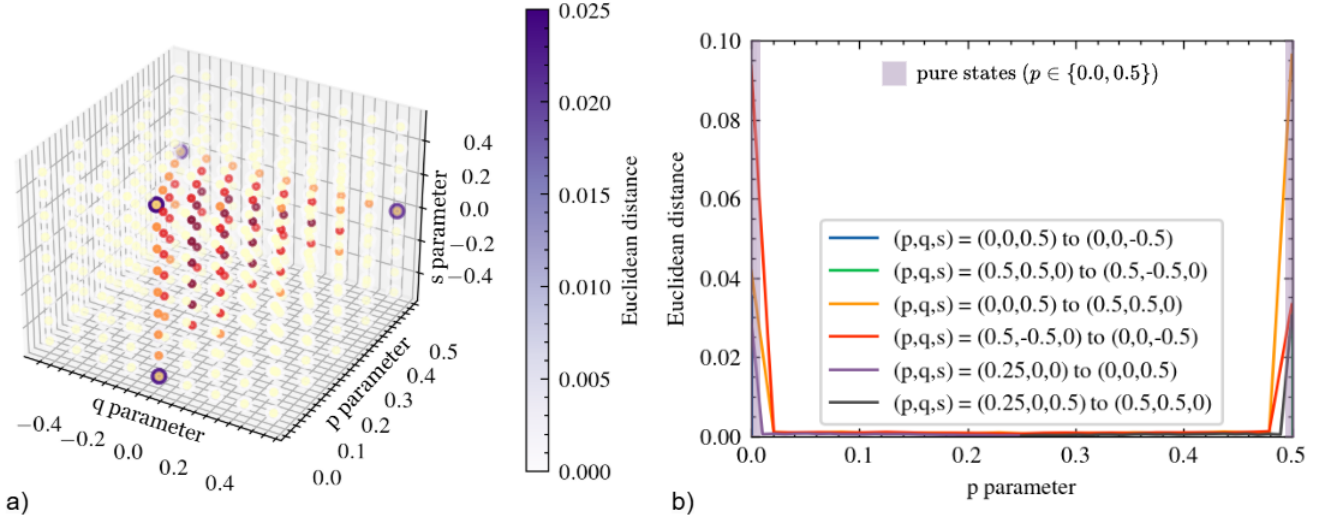 0.4
0.2
0.0
−0.2
−0.4
s parameter
−0.4
−0.2
0.0
0.2
0.4
q parameter
0.0
0.1
0.2
0.3
0.4
0.5
p parameter
0.025
0.020
0.015
0.010
0.005
0.000
Euclidean distance
a)
0.10
0.08
0.06
0.04
0.02
0.00
Euclidean distance
pure states (p ∈ {0.0, 0.5})
(p,q,s) = (0,0,0.5) to (0,0,-0.5)
(p,q,s) = (0.5,0.5,0) to (0.5,-0.5,0)
(p,q,s) = (0,0,0.5) to (0.5,0.5,0)
(p,q,s) = (0.5,-0.5,0) to (0,0,-0.5)
(p,q,s) = (0.25,0,0) to (0,0,0.5)
(p,q,s) = (0.25,0,0.5) to (0.5,0.5,0)
0.0 0.1 0.2 0.3 0.4 0.5
p parameter
b)